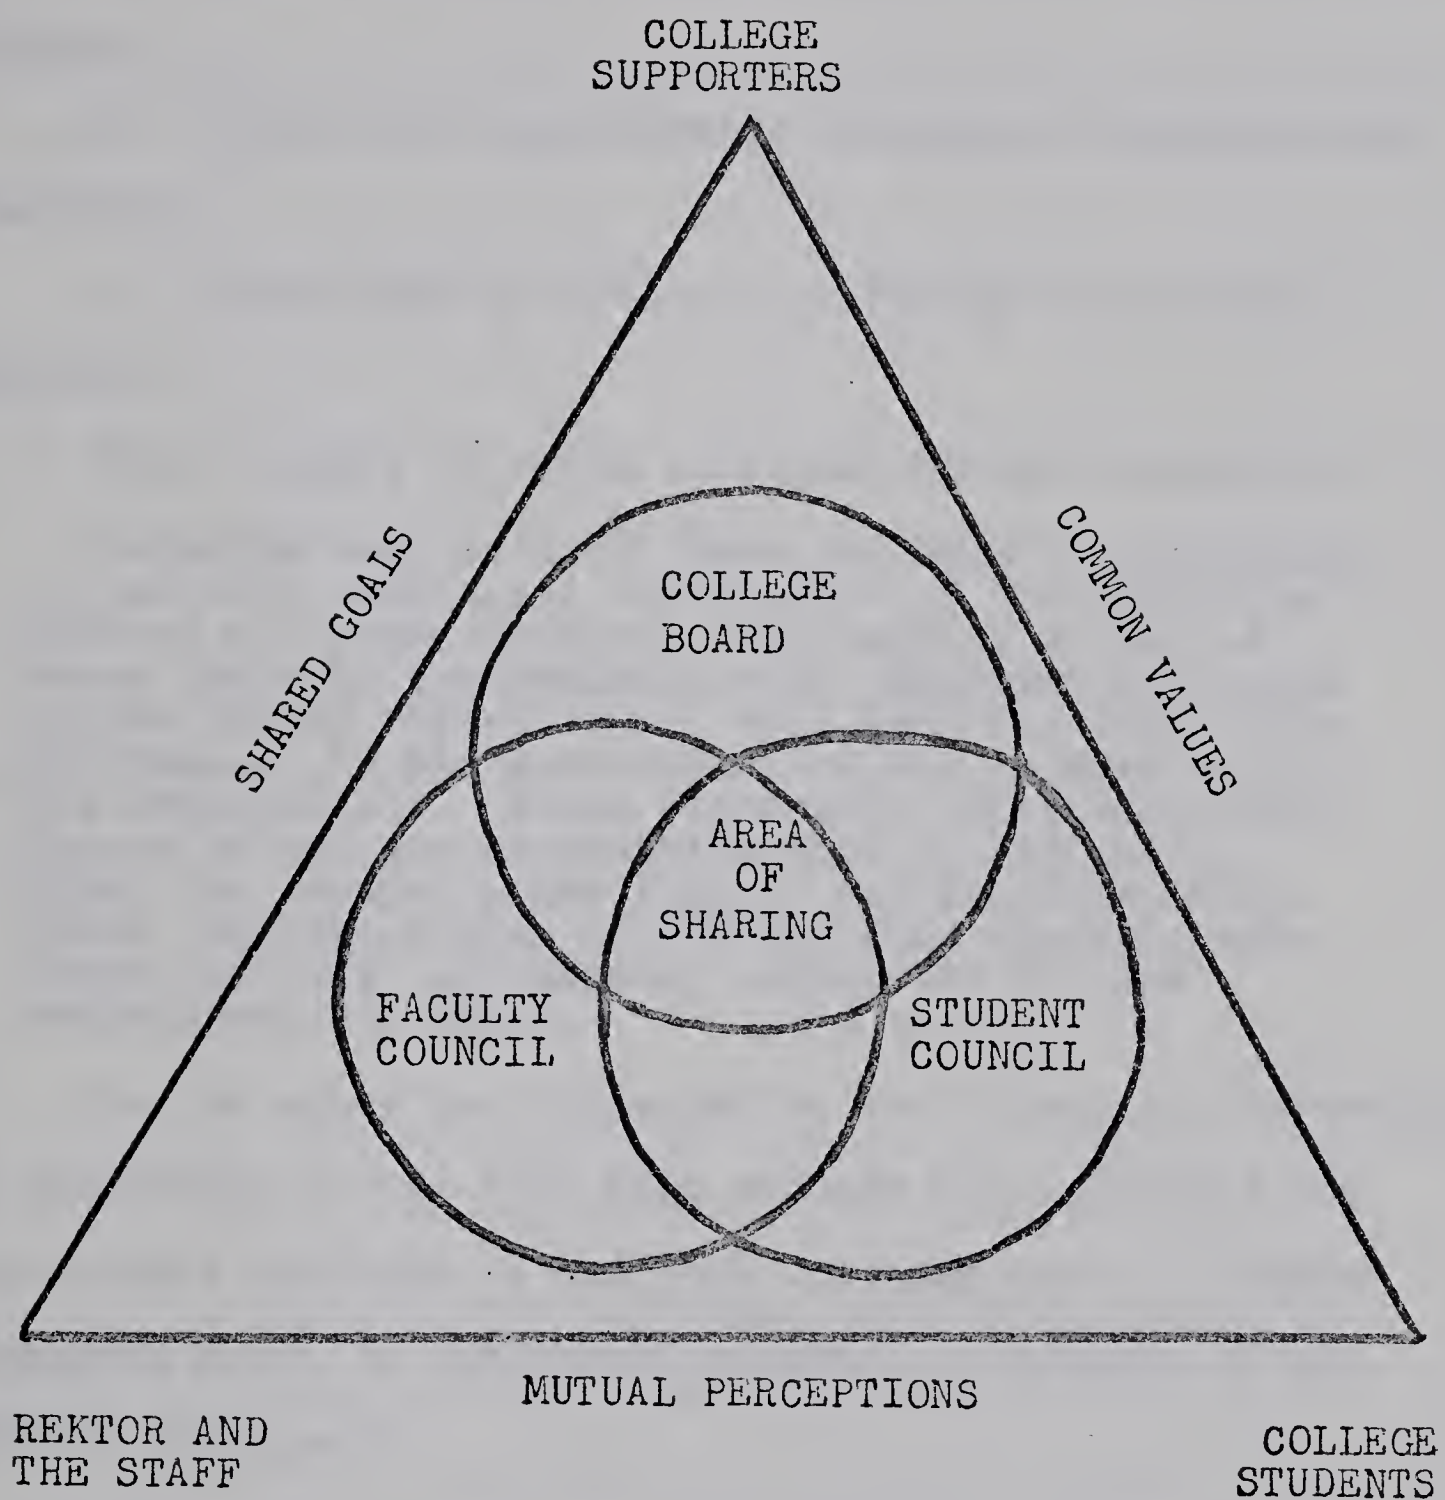 COLLEGE
SUPPORTERS
SHARED GOALS
COMMON VALUES
COLLEGE
BOARD
AREA
OF
SHARING
FACULTY
COUNCIL
STUDENT
COUNCIL
MUTUAL PERCEPTIONS
REKTOR AND
THE STAFF
COLLEGE
STUDENTS